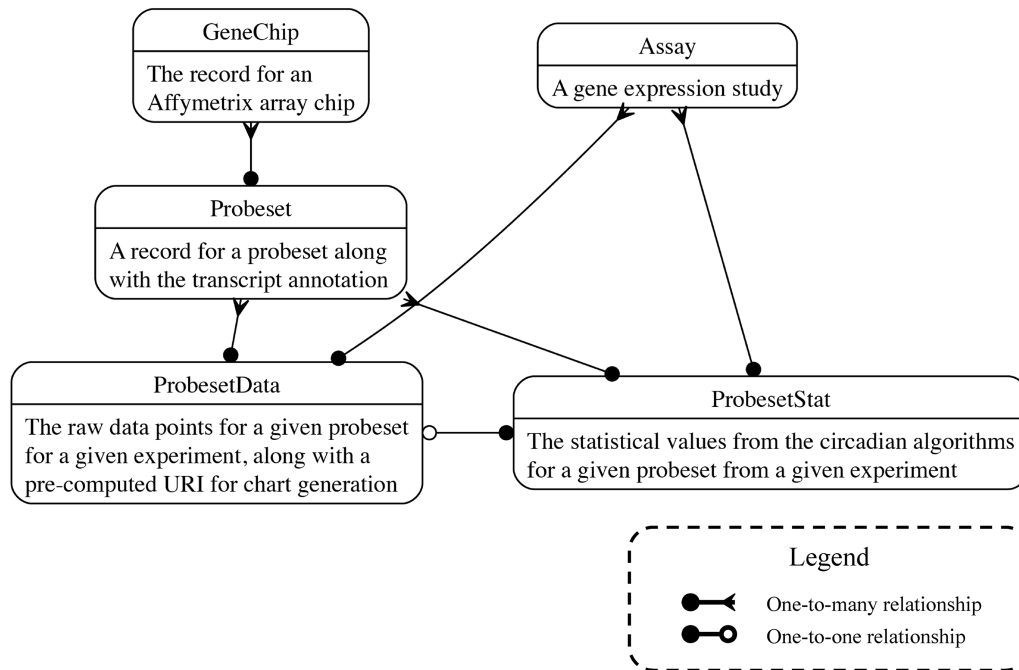 GeneChip
The record for an
Affymetrix array chip
Assay
A gene expression study
Probeset
A record for a probeset along
with the transcript annotation
ProbesetData
The raw data points for a given probeset
for a given experiment, along with a
pre-computed URI for chart generation
ProbesetStat
The statistical values from the circadian algorithms
for a given probeset from a given experiment
Legend
One-to-many relationship
One-to-one relationship